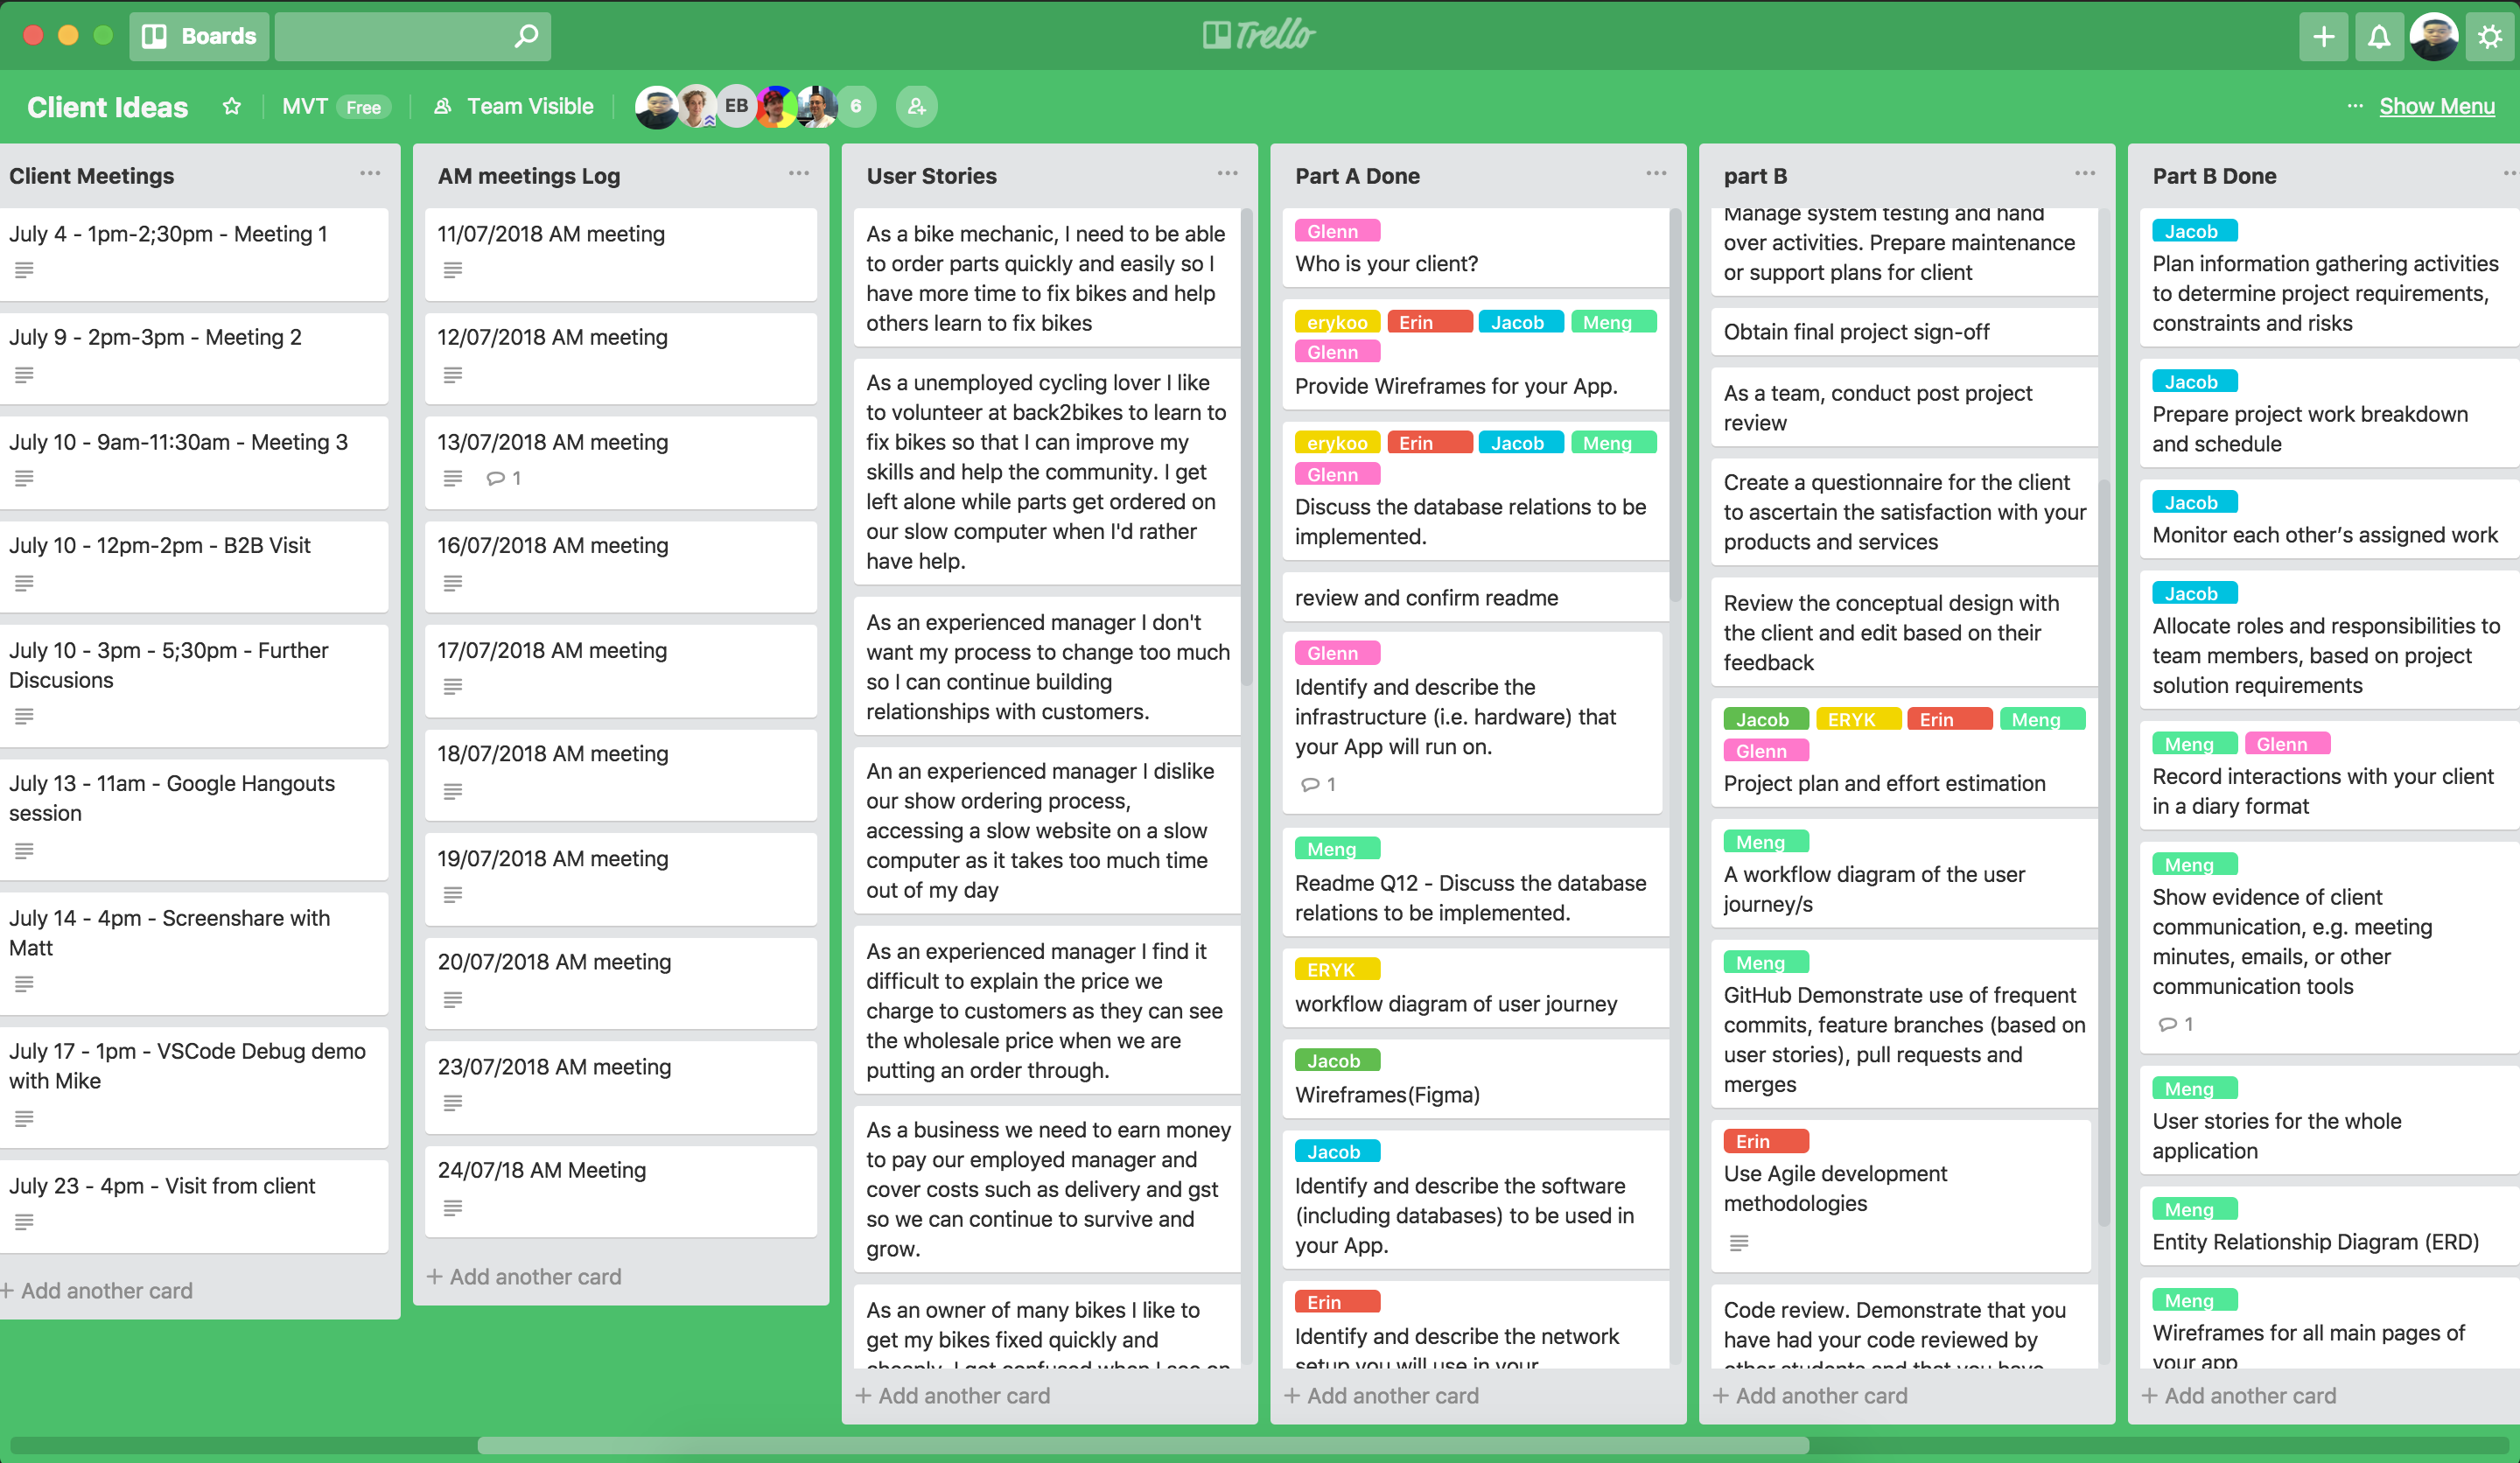 Boards
Trello
Client Ideas
MVT Free
Team Visible
EB
6
Show Menu
Client Meetings
July 4 - 1pm-2;30pm - Meeting 1
July 9 - 2pm-3pm - Meeting 2
July 10 - 9am-11:30am - Meeting 3
July 10 - 12pm-2pm - B2B Visit
July 10 - 3pm - 5;30pm - Further
Discusions
July 13 - 11am - Google Hangouts
session
July 14 - 4pm - Screenshare with
Matt
July 17 - 1pm - VSCode Debug demo
with Mike
July 23 - 4pm - Visit from client
+ Add another card
AM meetings Log
11/07/2018 AM meeting
12/07/2018 AM meeting
13/07/2018 AM meeting
1
16/07/2018 AM meeting
17/07/2018 AM meeting
18/07/2018 AM meeting
19/07/2018 AM meeting
20/07/2018 AM meeting
23/07/2018 AM meeting
24/07/18 AM Meeting
+ Add another card
User Stories
As a bike mechanic, I need to be able
to order parts quickly and easily so I
have more time to fix bikes and help
others learn to fix bikes
As a unemployed cycling lover I like
to volunteer at back2bikes to learn to
fix bikes so that I can improve my
skills and help the community. I get
left alone while parts get ordered on
our slow computer when I'd rather
have help.
As an experienced manager I don't
want my process to change too much
so I can continue building
relationships with customers.
An an experienced manager I dislike
our show ordering process,
accessing a slow website on a slow
computer as it takes too much time
out of my day
As an experienced manager I find it
difficult to explain the price we
charge to customers as they can see
the wholesale price when we are
putting an order through.
As a business we need to earn money
to pay our employed manager and
cover costs such as delivery and gst
so we can continue to survive and
grow.
As an owner of many bikes I like to
get my bikes fixed quickly and
cheaply. I get confused when I see on
+ Add another card
Part A Done
Glenn
Who is your client?
erykoo Erin Jacob Meng
Glenn
Provide Wireframes for your App.
erykoo Erin Jacob Meng
Glenn
Discuss the database relations to be
implemented.
review and confirm readme
Glenn
Identify and describe the
infrastructure (i.e. hardware) that
your App will run on.
1
Meng
Readme Q12 - Discuss the database
relations to be implemented.
ERYK
workflow diagram of user journey
Jacob
Wireframes(Figma)
Jacob
Identify and describe the software
(including databases) to be used in
your App.
Erin
Identify and describe the network
setup you will use in your
+ Add another card
part B
Manage system testing and hand
over activities. Prepare maintenance
or support plans for client
Obtain final project sign-off
As a team, conduct post project
review
Create a questionnaire for the client
to ascertain the satisfaction with your
products and services
Review the conceptual design with
the client and edit based on their
feedback
Jacob ERYK Erin Meng
Glenn
Project plan and effort estimation
Meng
A workflow diagram of the user
journey/s
Meng
GitHub Demonstrate use of frequent
commits, feature branches (based on
user stories), pull requests and
merges
Erin
Use Agile development
methodologies
Code review. Demonstrate that you
have had your code reviewed by
other students and that you have
+ Add another card
Part B Done
Jacob
Plan information gathering activities
to determine project requirements,
constraints and risks
Jacob
Prepare project work breakdown
and schedule
Jacob
Monitor each other’s assigned work
Jacob
Allocate roles and responsibilities to
team members, based on project
solution requirements
Meng Glenn
Record interactions with your client
in a diary format
Meng
Show evidence of client
communication, e.g. meeting
minutes, emails, or other
communication tools
1
Meng
User stories for the whole
application
Meng
Entity Relationship Diagram (ERD)
Meng
Wireframes for all main pages of
your app
+ Add another card